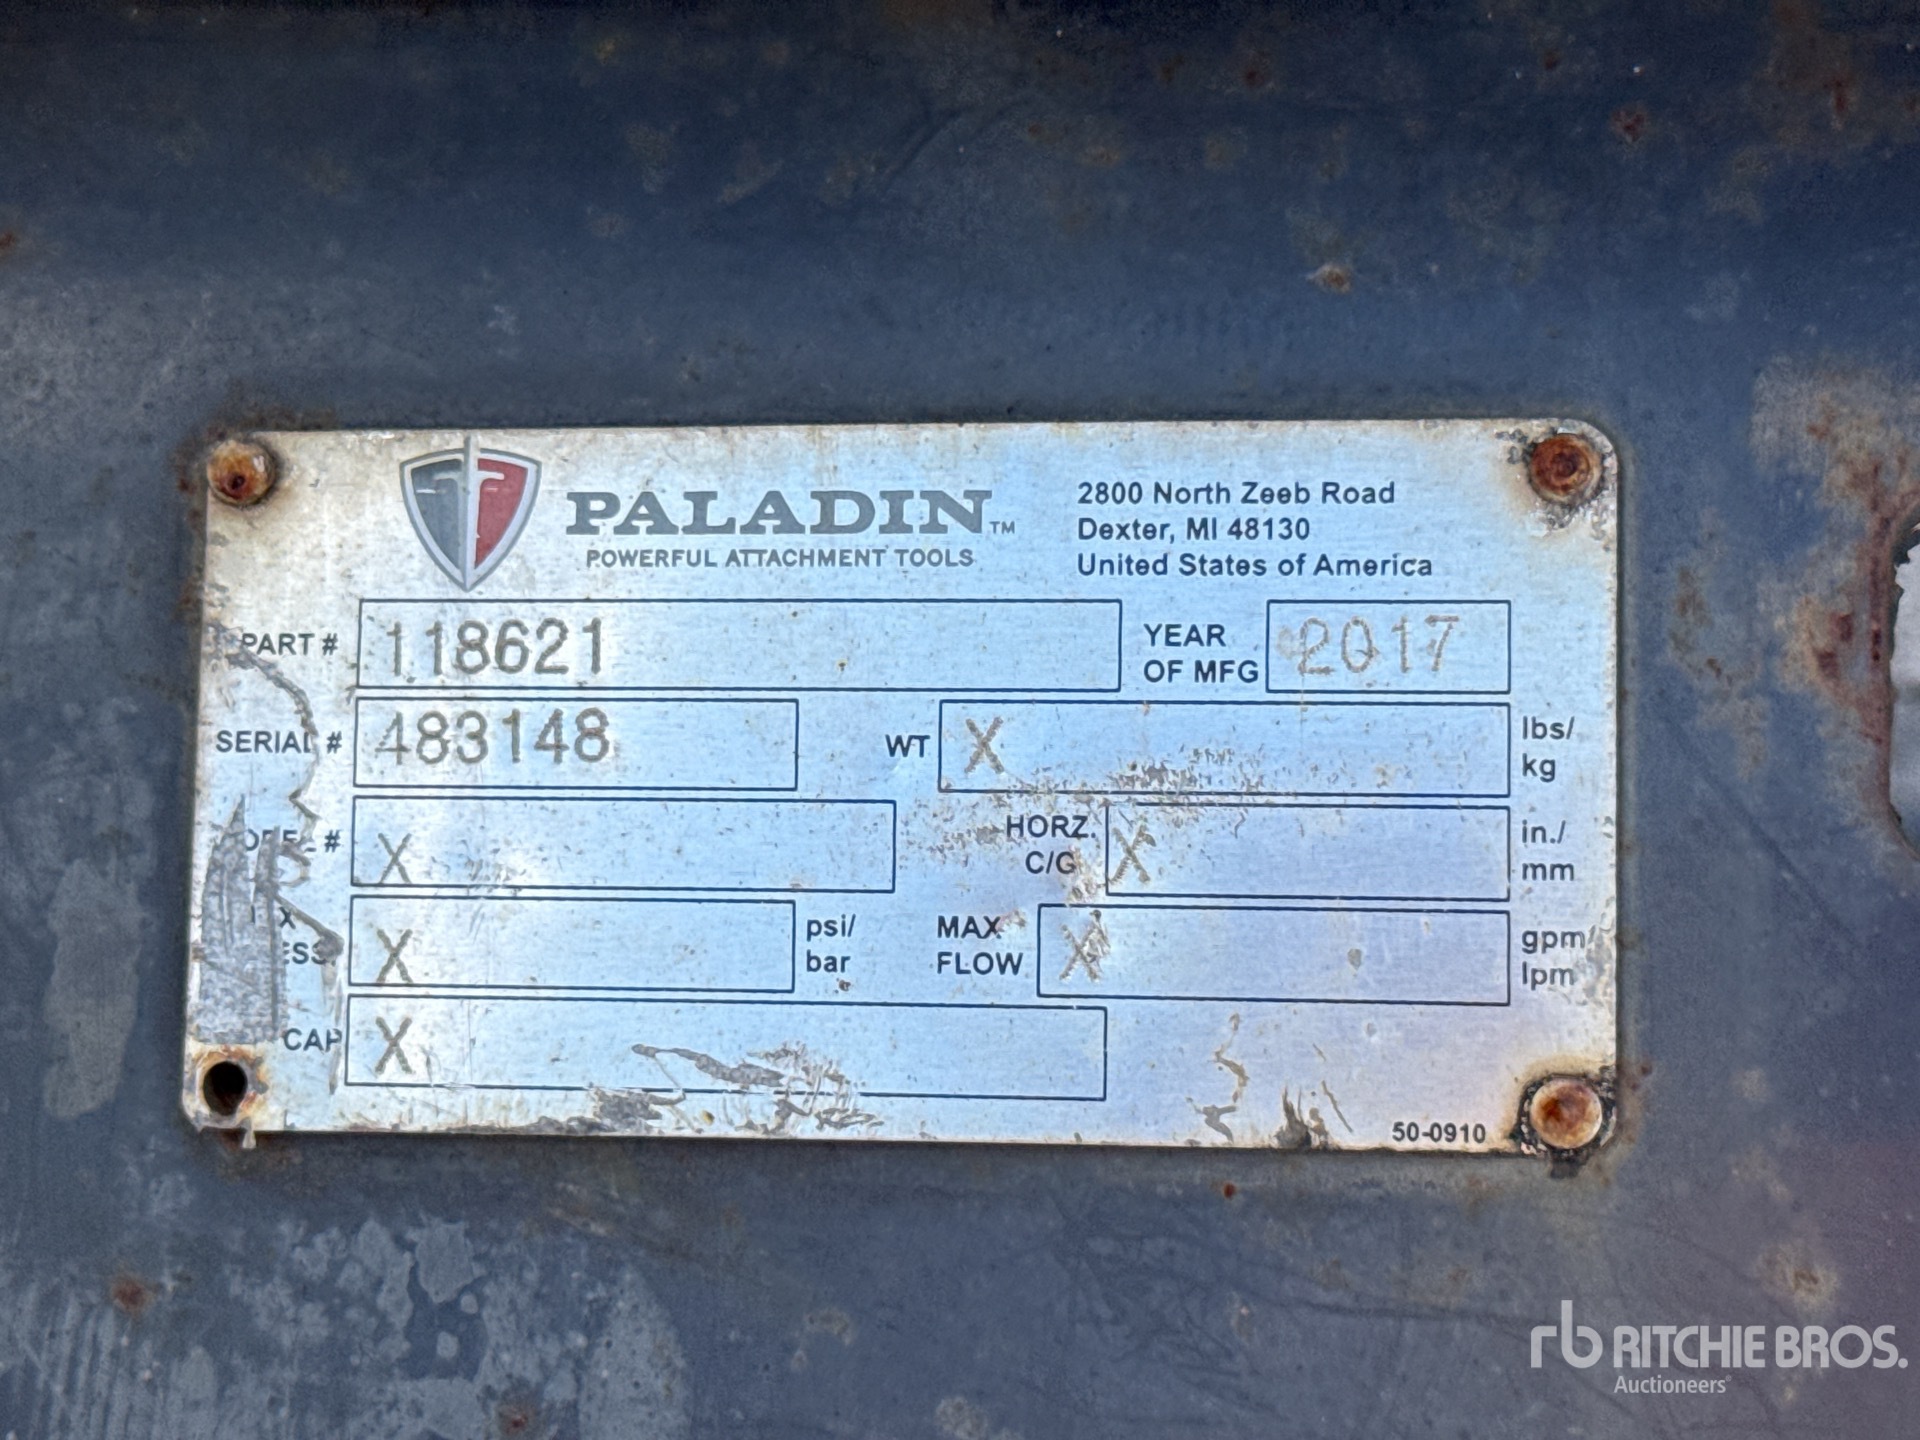 PALADIN™
POWERFUL ATTACHMENT TOOLS
2800 North Zeeb Road
Dexter, MI 48130
United States of America
PART # 118621
YEAR OF MFG 2017
SERIAL # 483148
WT X lbs/ kg
# X
HORZ. C/G X in./ mm
X psi/ bar
MAX FLOW X gpm/ lpm
CAP X
50-0910
rb RITCHIE BROS.
Auctioneers